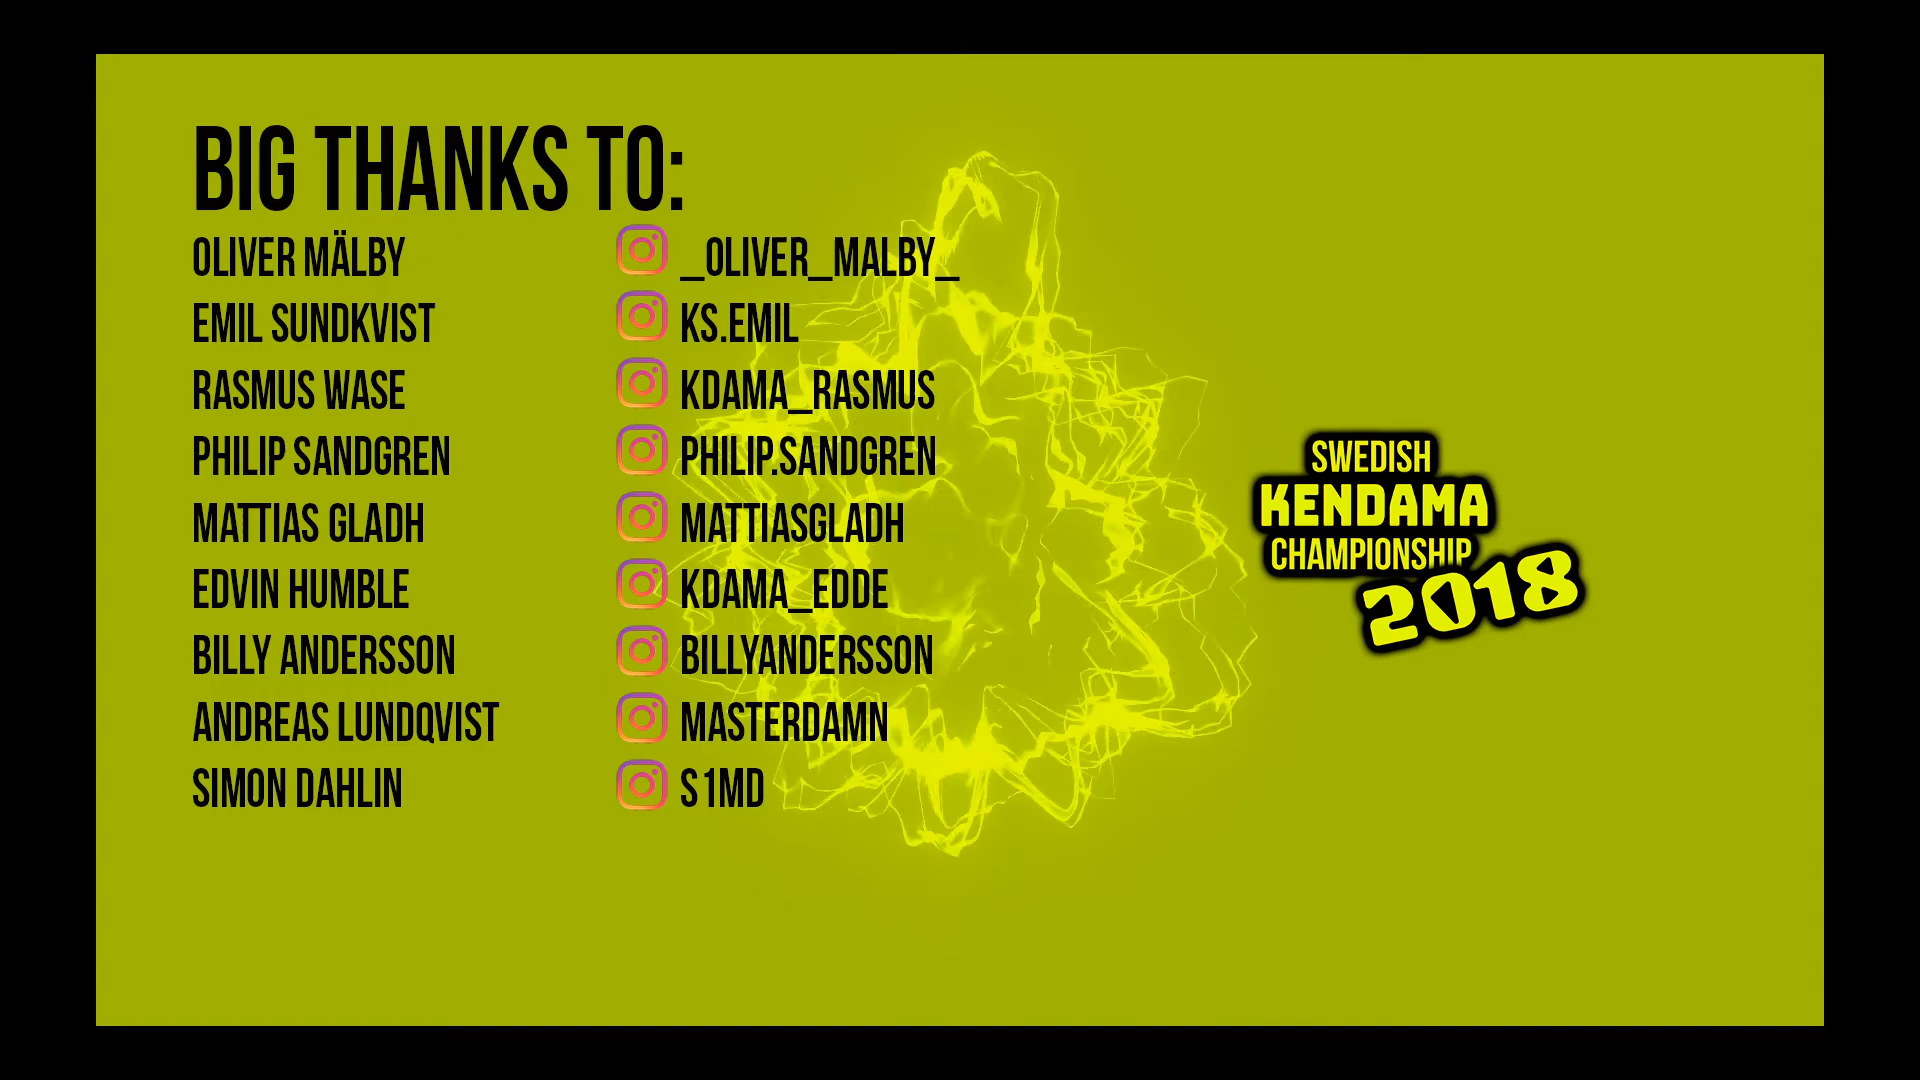 BIG THANKS TO:
OLIVER MÄLBY _OLIVER_MALBY_
EMIL SUNDKVIST KS.EMIL
RASMUS WASE KDAMA_RASMUS
PHILIP SANDGREN PHILIP.SANDGREN
MATTIAS GLADH MATTIASGLADH
EDVIN HUMBLE KDAMA_EDDE
BILLY ANDERSSON BILLYANDERSSON
ANDREAS LUNDQVIST MASTERDAMN
SIMON DAHLIN S1MD
SWEDISH
KENDAMA
CHAMPIONSHIP
2018